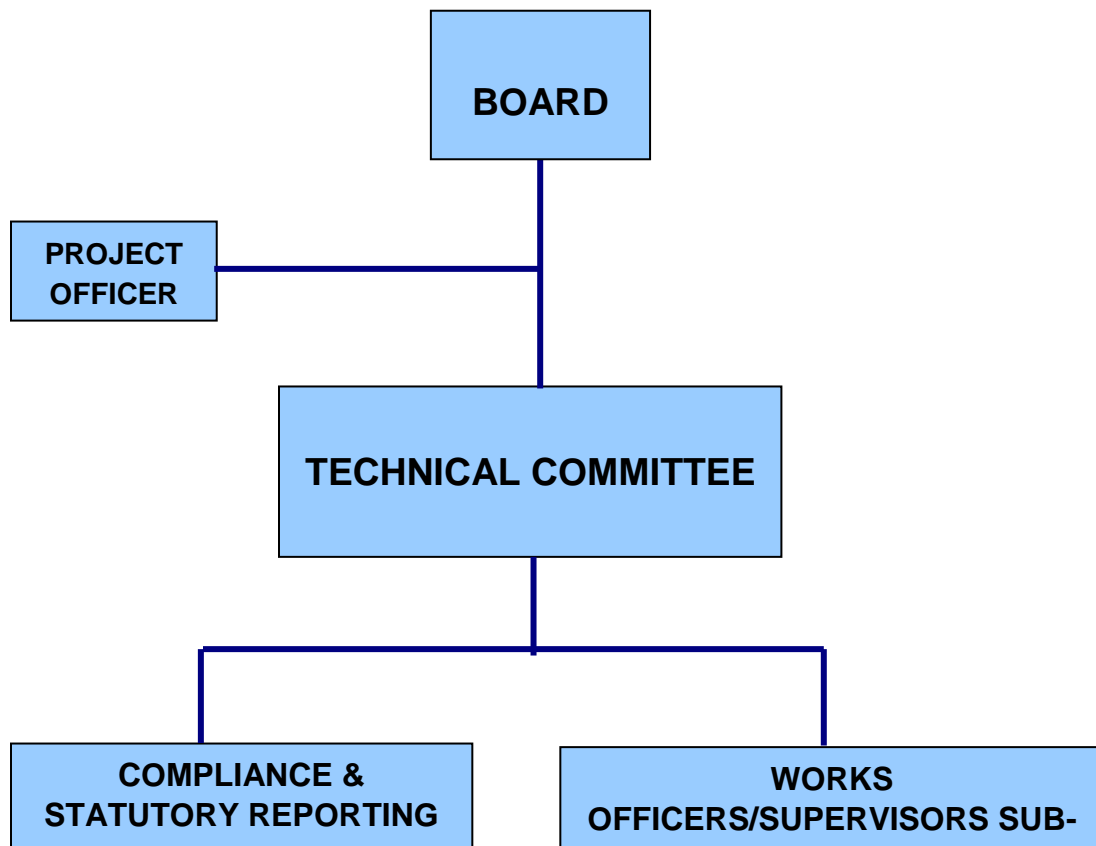 BOARD
PROJECT
OFFICER
TECHNICAL COMMITTEE
COMPLIANCE &
STATUTORY REPORTING
WORKS
OFFICERS/SUPERVISORS SUB-